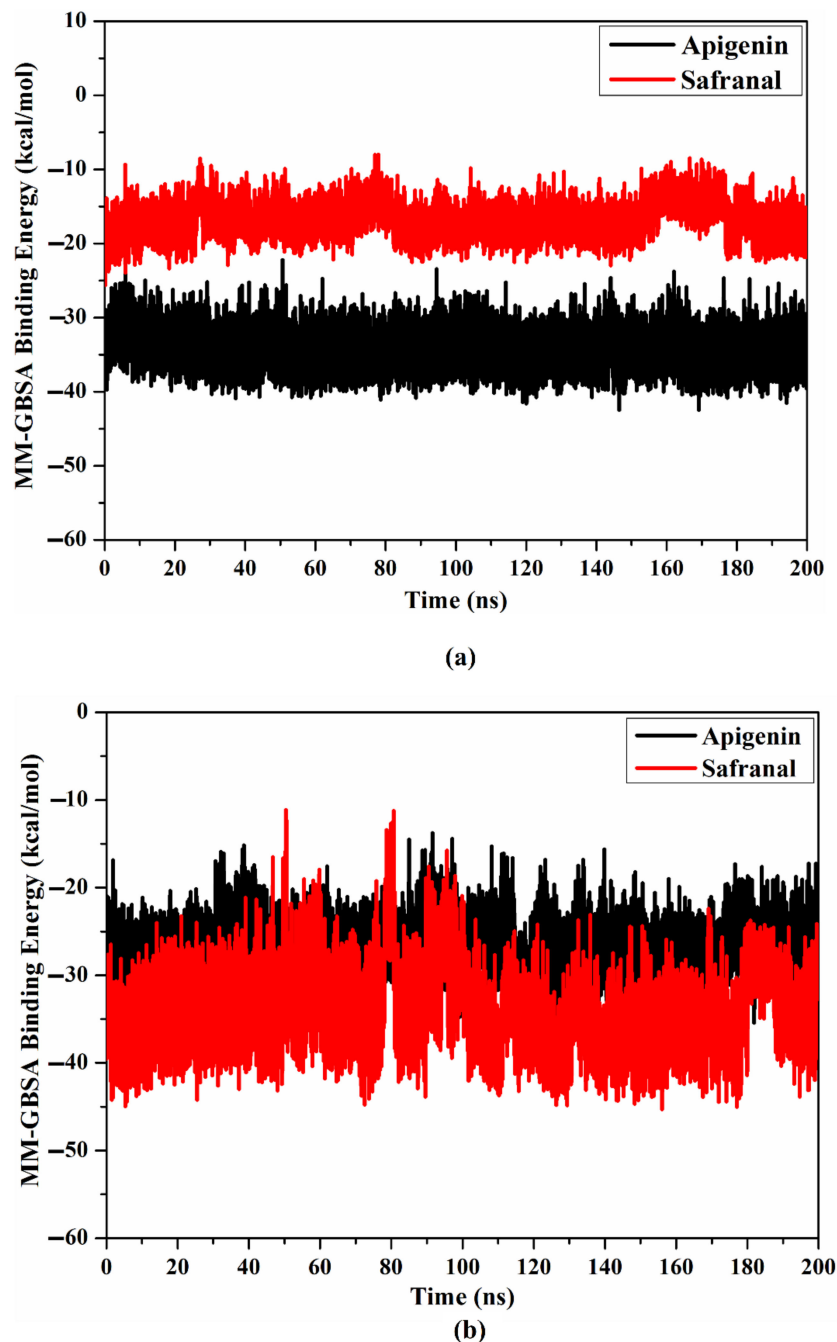 10
0
−10
−20
−30
−40
−50
−60
MM-GBSA Binding Energy (kcal/mol)
Apigenin
Safranal
0 20 40 60 80 100 120 140 160 180 200
Time (ns)
(a)
0
−10
−20
−30
−40
−50
−60
MM-GBSA Binding Energy (kcal/mol)
Apigenin
Safranal
0 20 40 60 80 100 120 140 160 180 200
Time (ns)
(b)